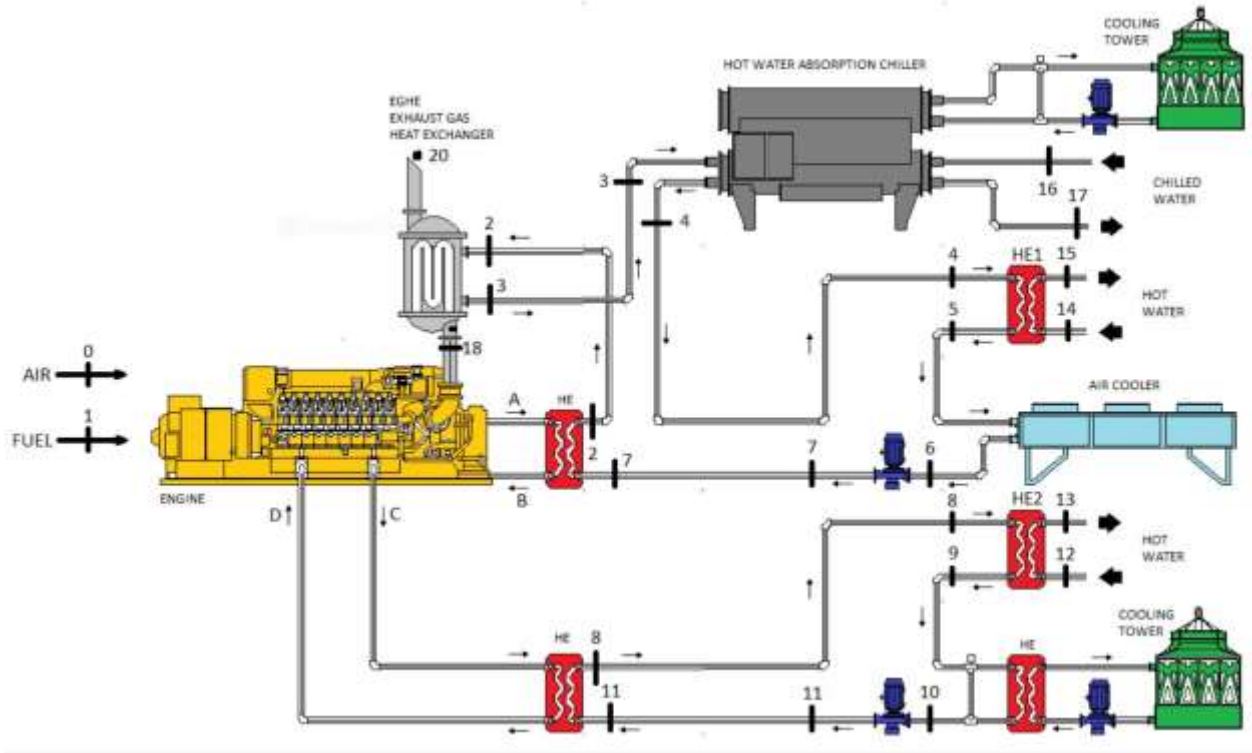 COOLING
TOWER
HOT WATER ABSORPTION CHILLER
EGHE
EXHAUST GAS
HEAT EXCHANGER
20
3
16
CHILLED
WATER
17
4
2
3
4
HE1
15
HOT
WATER
5
14
18
0
AIR
1
FUEL
A
HE
AIR COOLER
2
7
7
6
B
ENGINE
D
C
8
HE2
13
HOT
WATER
9
12
COOLING
TOWER
HE
8
HE
11
11
10